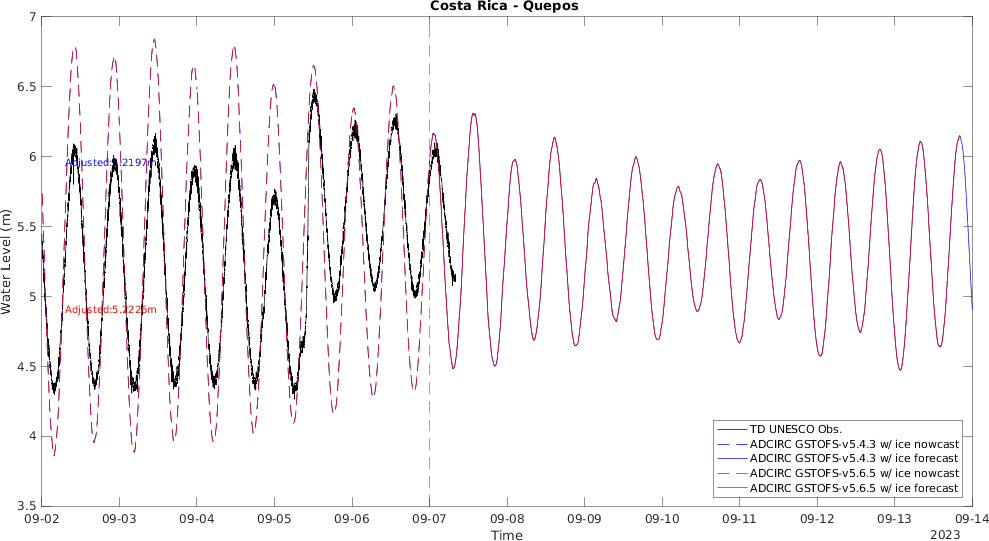 Costa Rica - Quepos
7
6.5
6
5.5
5
4.5
4
3.5
Water Level (m)
Adjusted:5.2197m
Adjusted:5.2226m
TD UNESCO Obs.
ADCIRC GSTOFS-v5.4.3 w/ ice nowcast
ADCIRC GSTOFS-v5.4.3 w/ ice forecast
ADCIRC GSTOFS-v5.6.5 w/ ice nowcast
ADCIRC GSTOFS-v5.6.5 w/ ice forecast
09-02 09-03 09-04 09-05 09-06 09-07 09-08 09-09 09-10 09-11 09-12 09-13 09-14
Time
2023